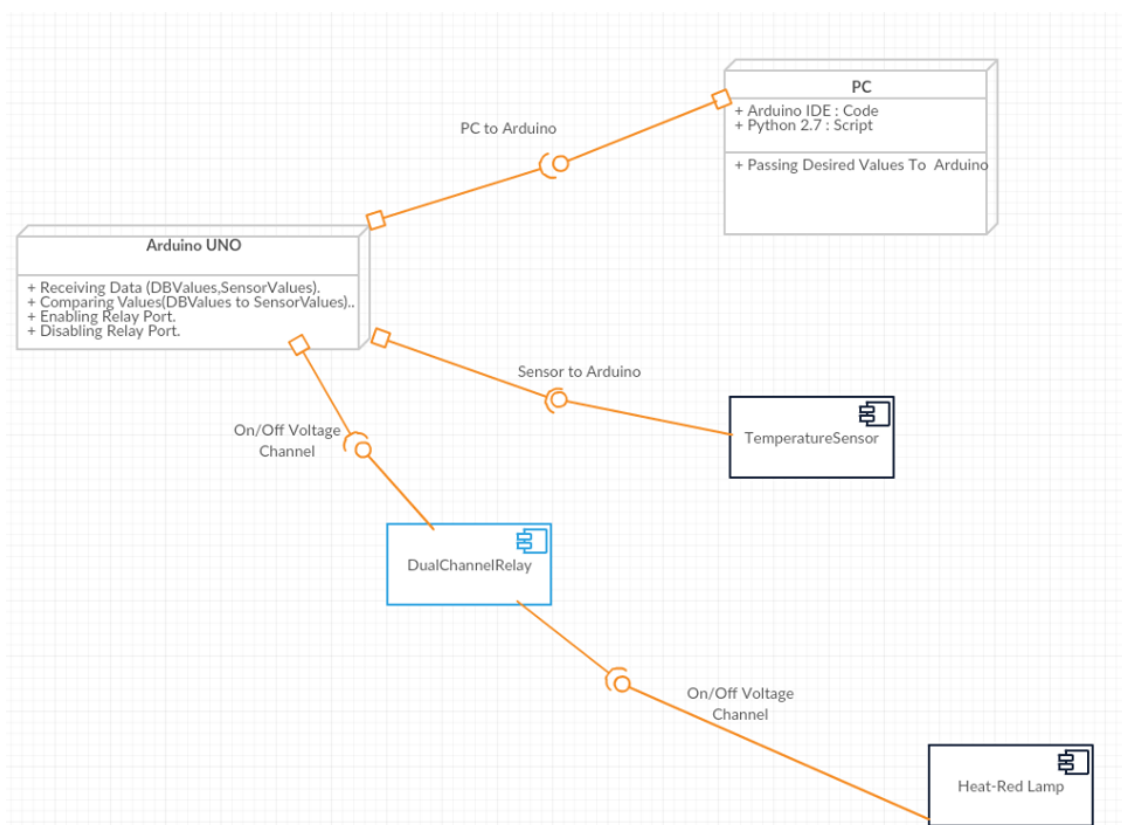 PC
+ Arduino IDE : Code
+ Python 2.7 : Script
+ Passing Desired Values To Arduino
PC to Arduino
Arduino UNO
+ Receiving Data (DBValues,SensorValues).
+ Comparing Values(DBValues to SensorValues)..
+ Enabling Relay Port.
+ Disabling Relay Port.
Sensor to Arduino
TemperatureSensor
On/Off Voltage
Channel
DualChannelRelay
On/Off Voltage
Channel
Heat-Red Lamp